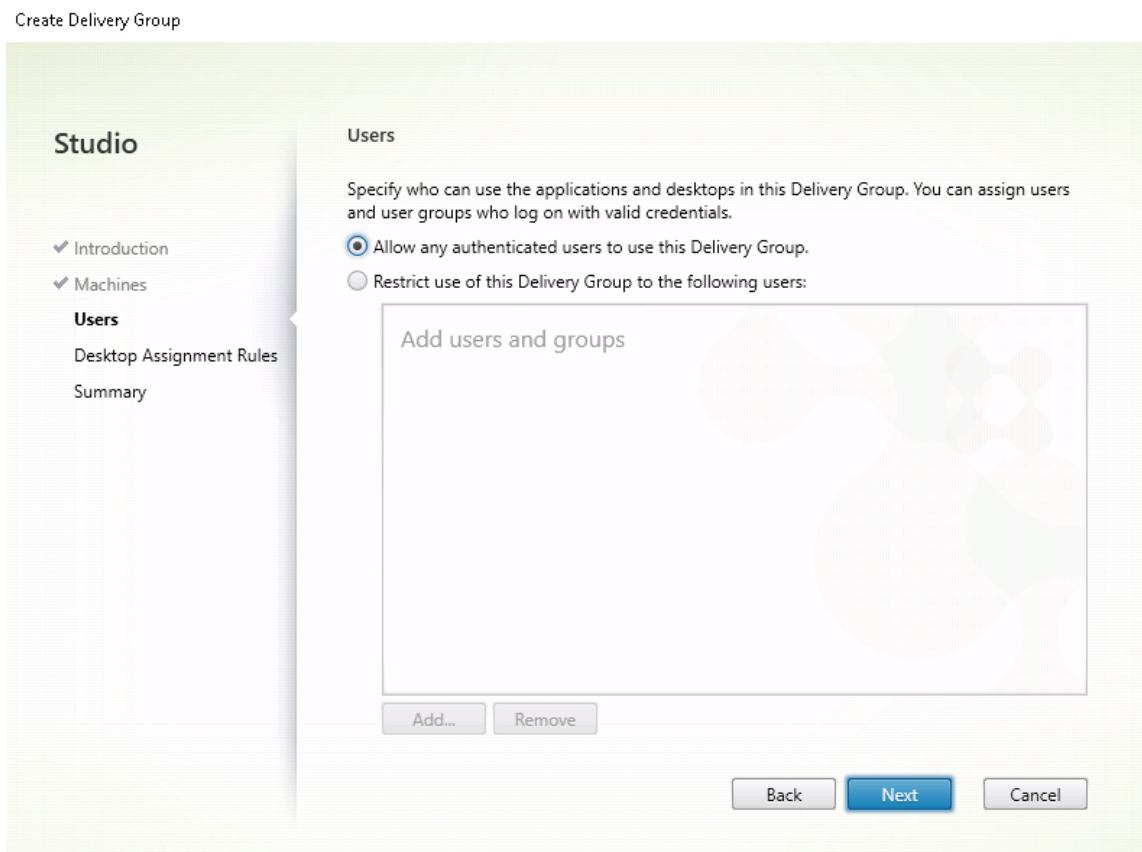 Create Delivery Group
Studio
Introduction
Machines
Users
Desktop Assignment Rules
Summary
Users
Specify who can use the applications and desktops in this Delivery Group. You can assign users
and user groups who log on with valid credentials.
Allow any authenticated users to use this Delivery Group.
Restrict use of this Delivery Group to the following users:
Add users and groups
Add...
Remove
Back
Next
Cancel